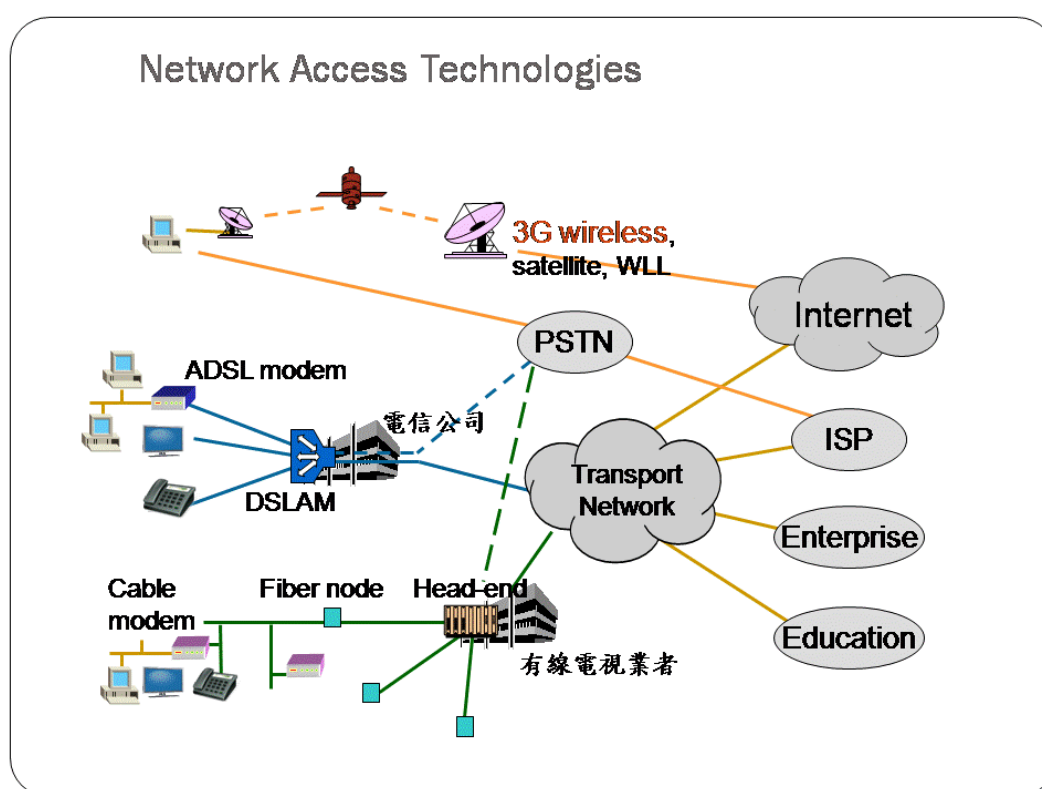 Network Access Technologies
3G wireless,
satellite, WLL
Internet
PSTN
ADSL modem
電信公司
ISP
Transport
Network
DSLAM
Enterprise
Cable
modem
Fiber node
Head-end
Education
有線電視業者